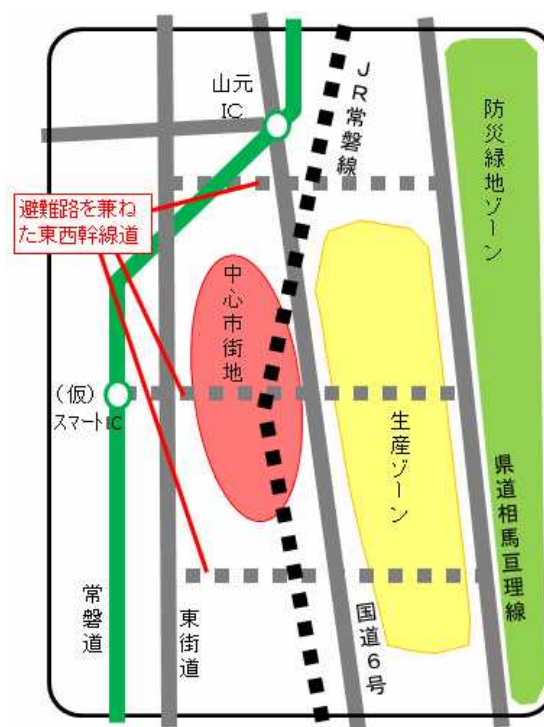 山元
IC
JR常磐線
防災緑地ゾーン
避難路を兼ね
た東西幹線道
中心市街地
(仮)
スマートIC
生産ゾーン
県道相馬亘理線
常磐道
東街道
国道6号